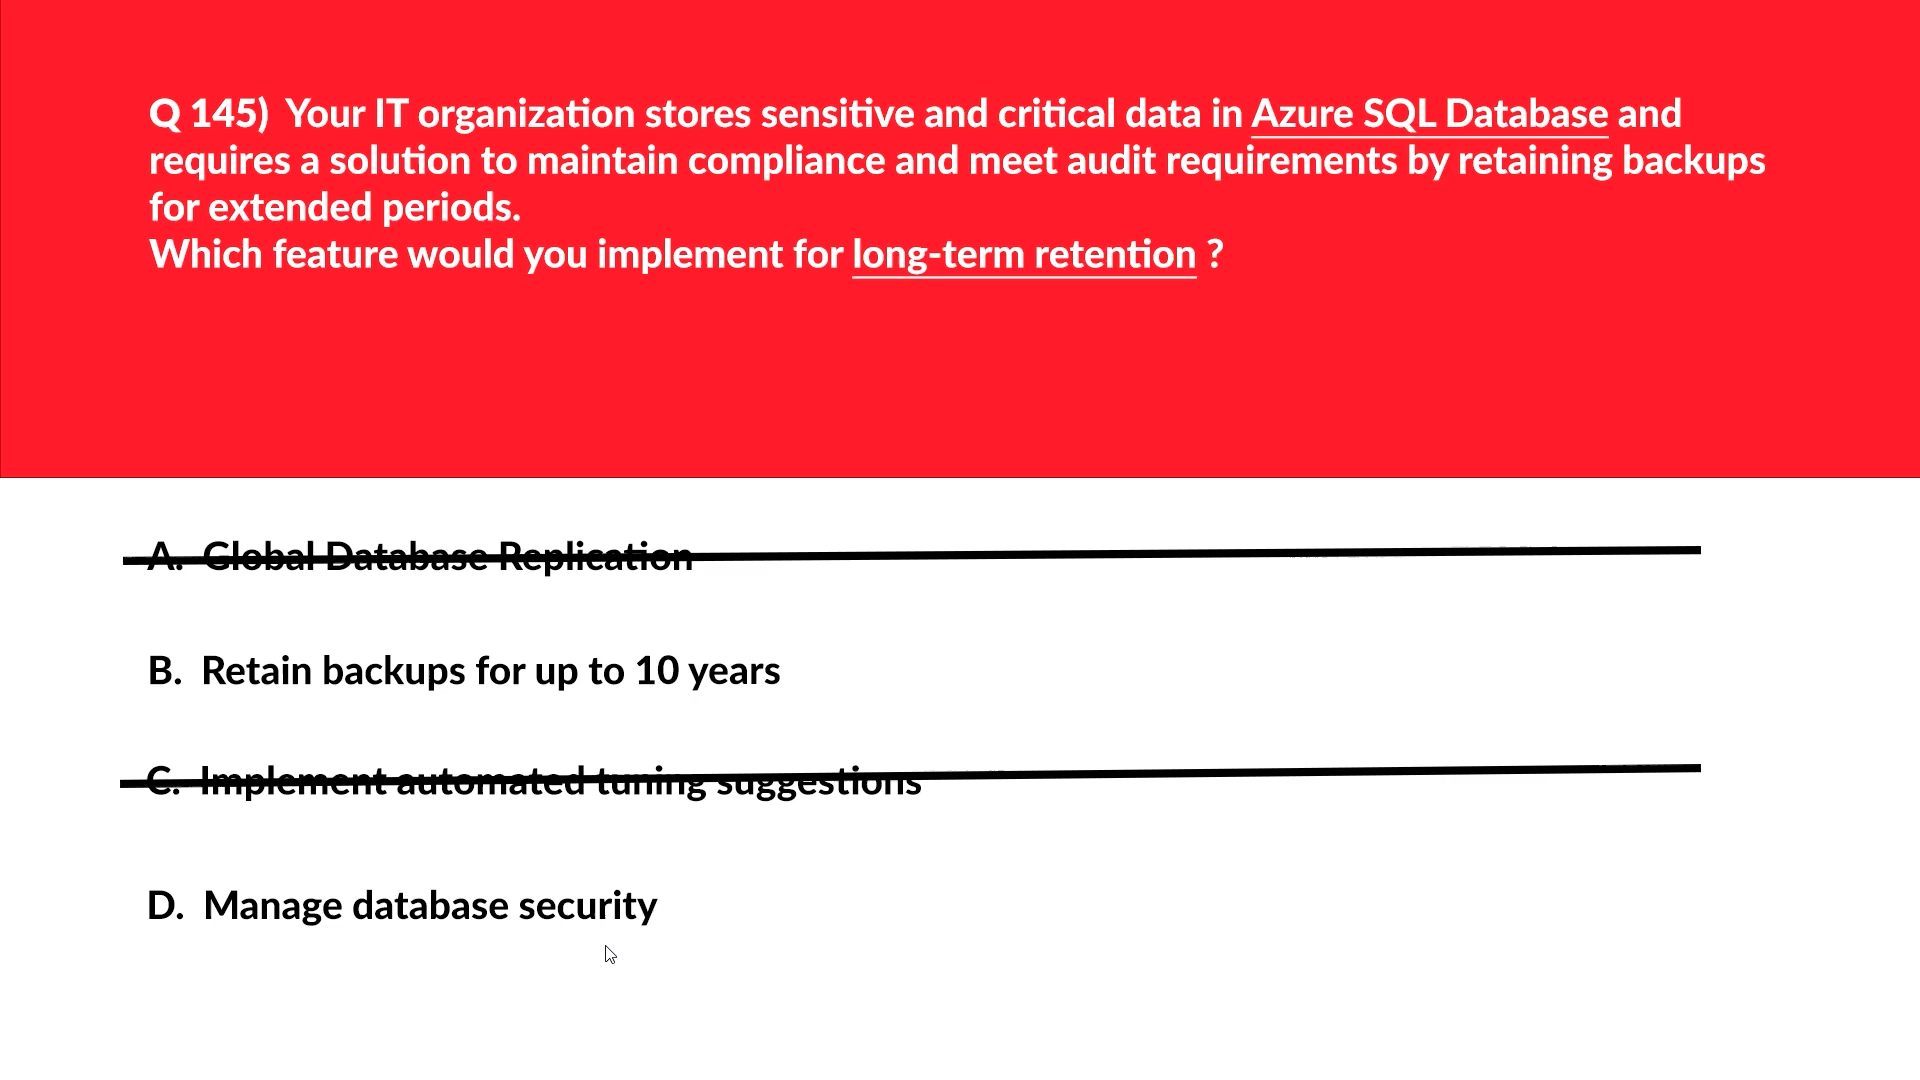 Q 145) Your IT organization stores sensitive and critical data in Azure SQL Database and
requires a solution to maintain compliance and meet audit requirements by retaining backups
for extended periods.
Which feature would you implement for long-term retention ?
A. Global Database Replication
B. Retain backups for up to 10 years
C. Implement automated tuning suggestions
D. Manage database security